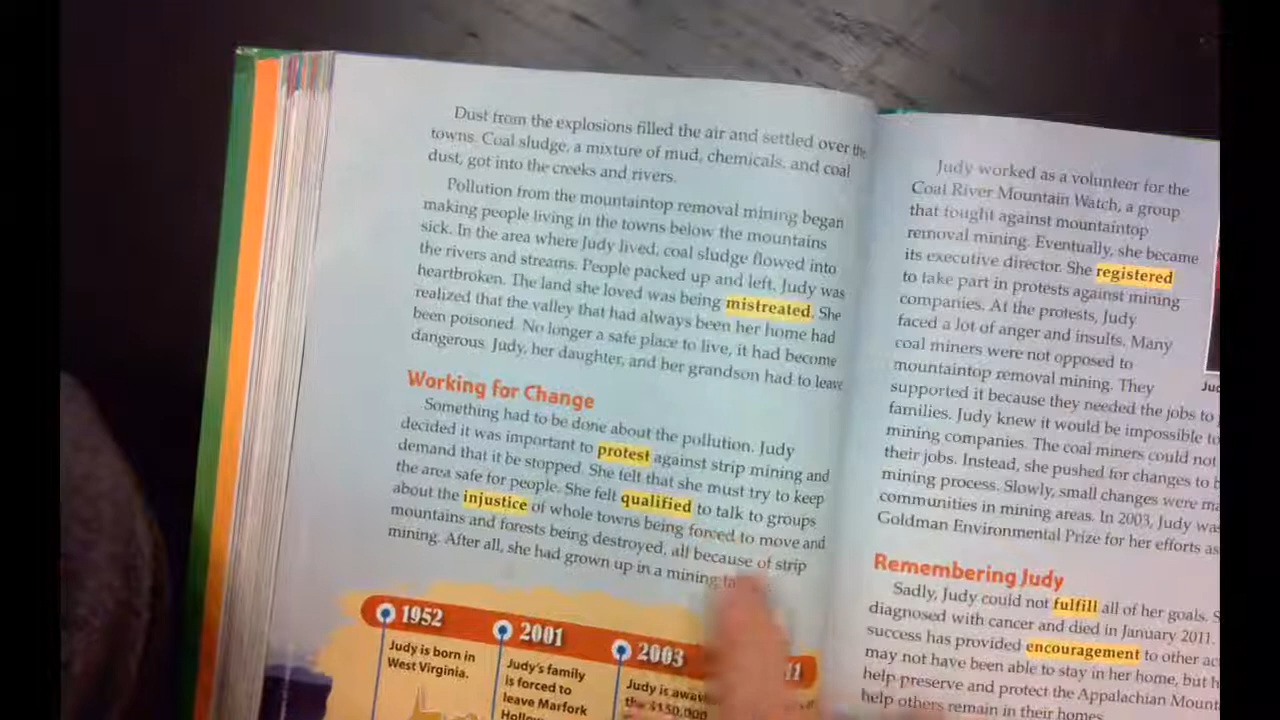 Dust from the explosions filled the air and settled over the
towns. Coal sludge, a mixture of mud, chemicals, and coal
dust, got into the creeks and rivers.
Pollution from the mountaintop removal mining began
making people living in the towns below the mountains
sick. In the area where Judy lived, coal sludge flowed into
the rivers and streams. People packed up and left. Judy was
heartbroken. The land she loved was being mistreated. She
realized that the valley that had always been her home had
been poisoned. No longer a safe place to live, it had become
dangerous. Judy, her daughter, and her grandson had to leave
Working for Change
Something had to be done about the pollution. Judy
decided it was important to protest against strip mining and
demand that it be stopped. She felt that she must try to keep
the area safe for people. She felt qualified to talk to groups
about the injustice of whole towns being forced to move and
mountains and forests being destroyed, all because of strip
mining. After all, she had grown up in a mining
1952
Judy is born in
West Virginia.
2001
Judy's family
is forced to
leave Marfork
2003
Judy is
the $150,000
Judy worked as a volunteer for the
Coal River Mountain Watch, a group
that fought against mountaintop
removal mining. Eventually, she became
its executive director. She registered
to take part in protests against mining
companies. At the protests, Judy
faced a lot of anger and insults. Many
coal miners were not opposed to
mountaintop removal mining. They
supported it because they needed the jobs to
families. Judy knew it would be impossible to
mining companies. The coal miners could not
their jobs. Instead, she pushed for changes to
mining process. Slowly, small changes were
communities in mining areas. In 2003, Judy was
Goldman Environmental Prize for her efforts as
Remembering Judy
Sadly, Judy could not fulfill all of her goals.
diagnosed with cancer and died in January 2011.
success has provided encouragement to other
may not have been able to stay in her home, but
help preserve and protect the Appalachian
help others remain in their homes